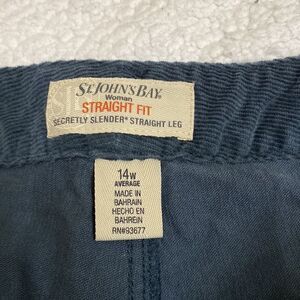 ST. JOHN'S BAY®
Woman
STRAIGHT FIT
SECRETLY SLENDER® STRAIGHT LEG
14W
AVERAGE
MADE IN
BAHRAIN
HECHO EN
BAHREIN
RN#93677